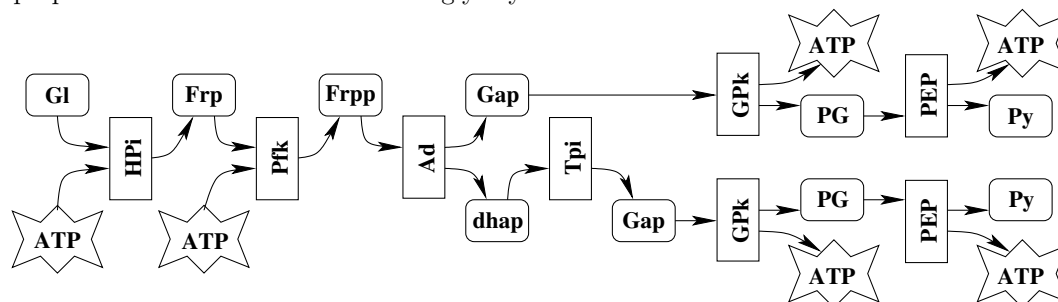 ATP
ATP
Gl
Frp
Frpp
Gap
GPk
PEP
PG
Py
HPi
Pfk
Ad
Tpi
ATP
ATP
dhap
Gap
GPk
PG
PEP
Py
ATP
ATP